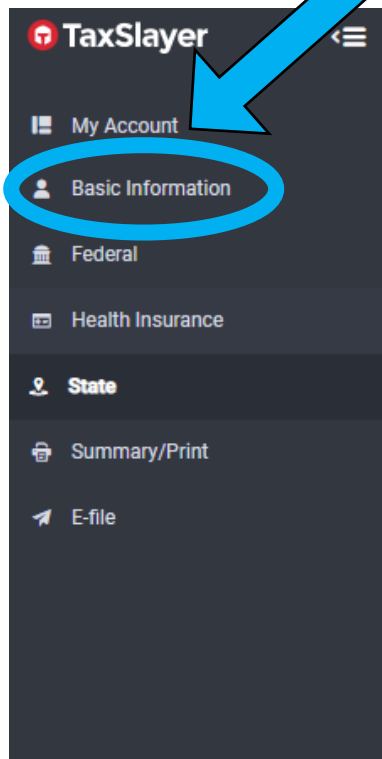 TaxSlayer
My Account
Basic Information
Federal
Health Insurance
State
Summary/Print
E-file